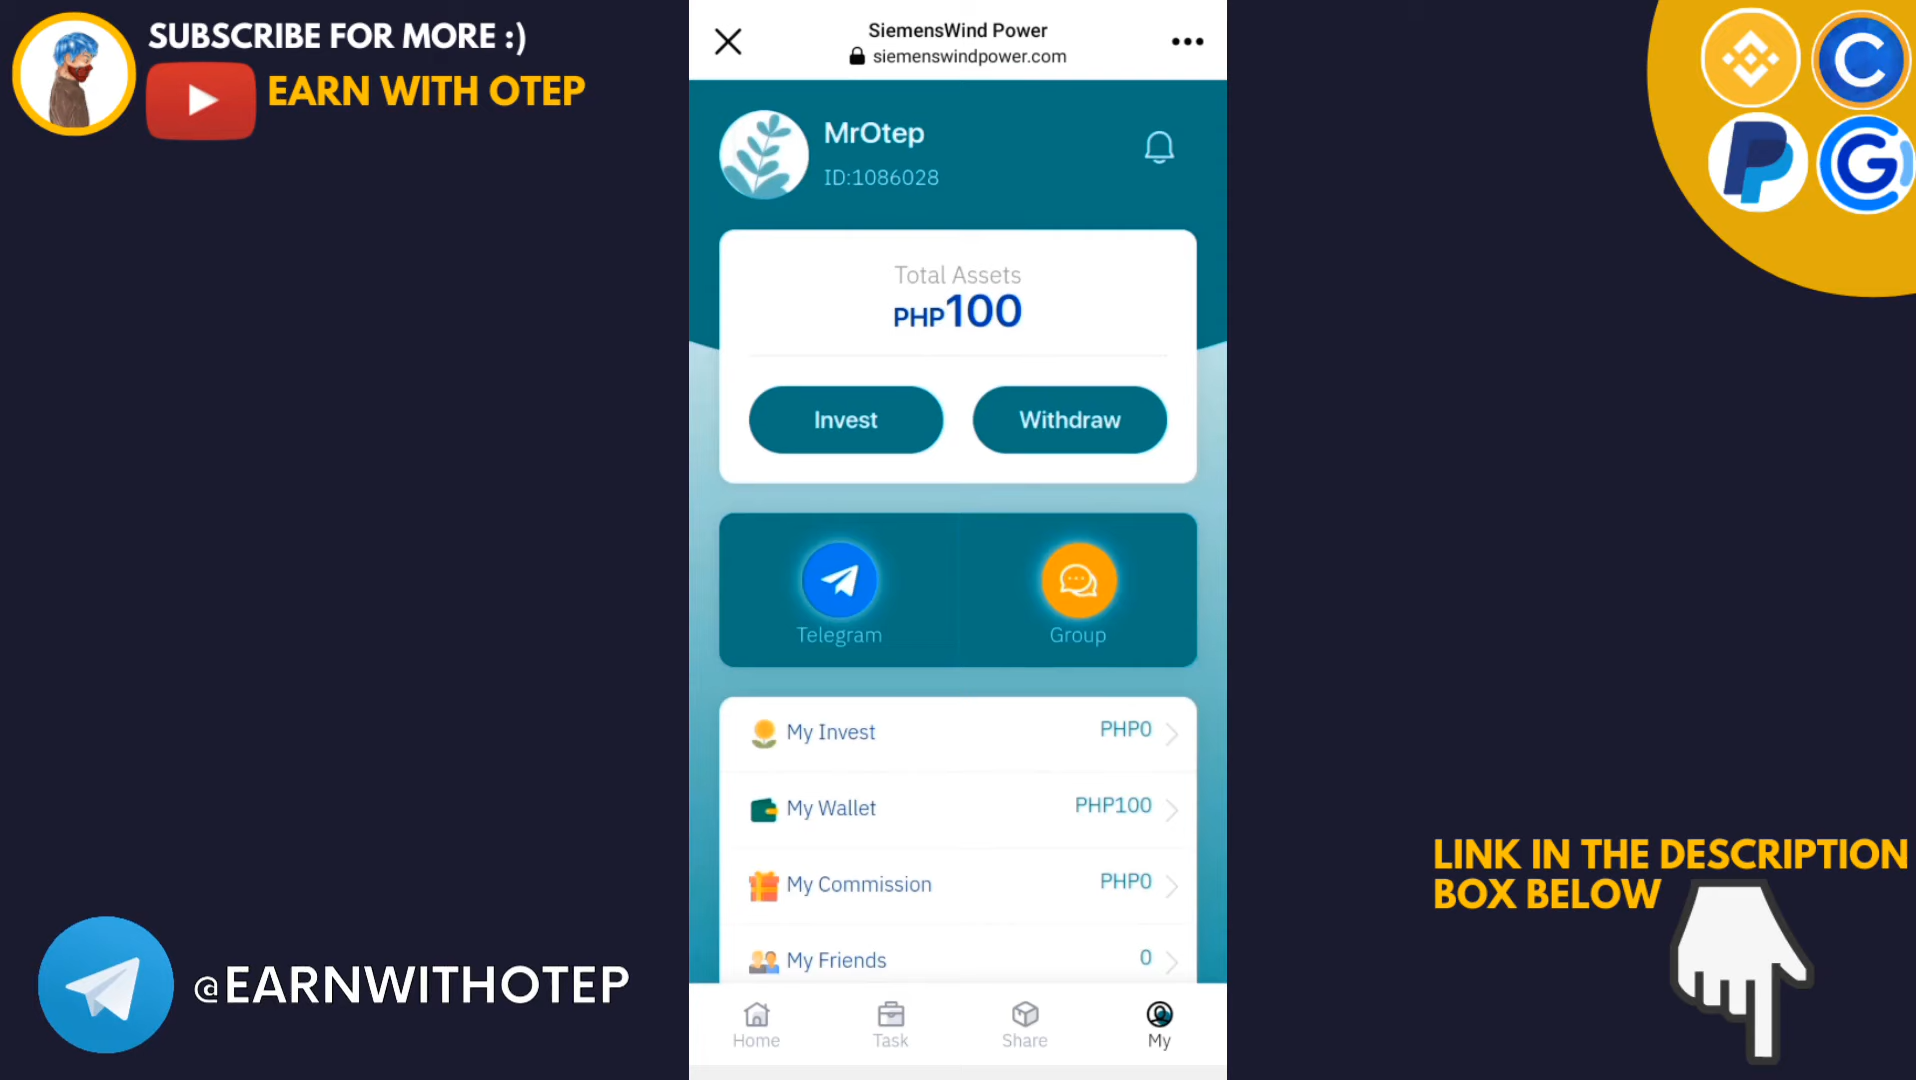 SUBSCRIBE FOR MORE :)
EARN WITH OTEP
SiemensWind Power
siemenswindpower.com
MrOtep
ID:1086028
Total Assets
PHP100
Invest
Withdraw
Telegram
Group
My Invest
PHP0
My Wallet
PHP100
My Commission
PHP0
My Friends
0
Home
Task
Share
My
@EARNWITHOTEP
LINK IN THE DESCRIPTION
BOX BELOW